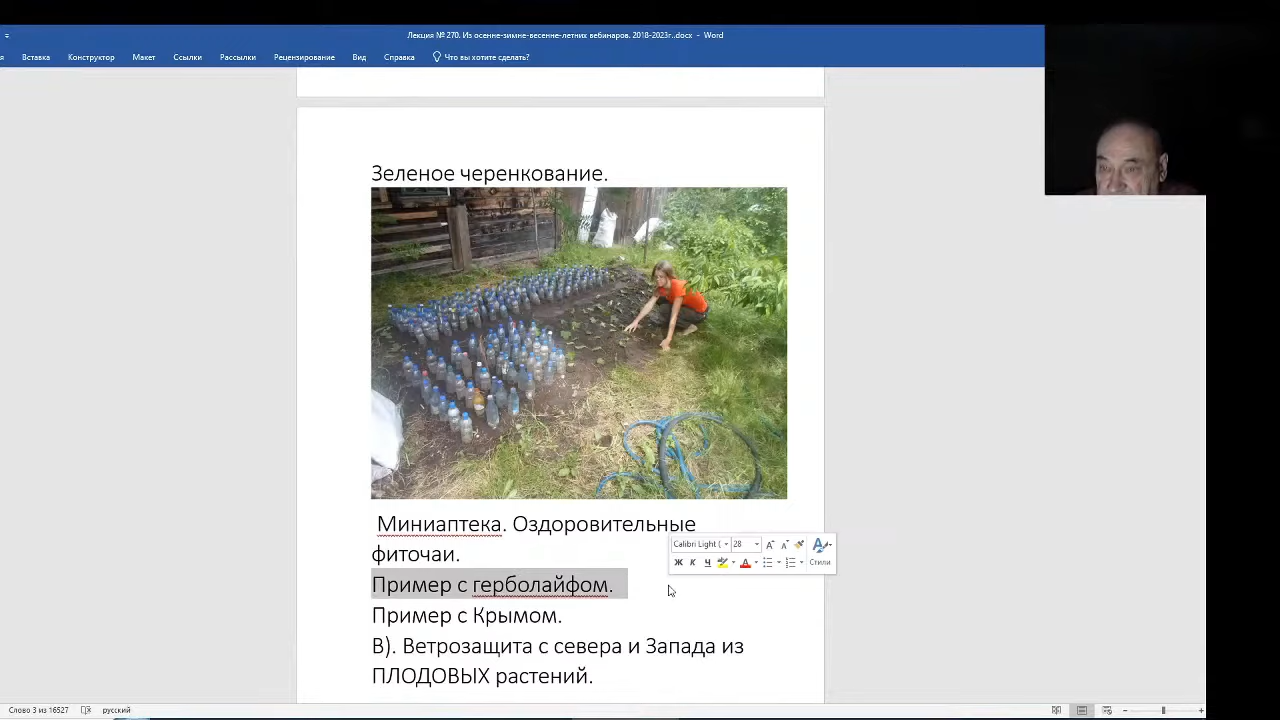 Лекция № 270. Из осенне-зимне-весенне-летних вебинаров. 2018-2023г..docx - Word
я Вставка Конструктор Макет Ссылки Рассылки Рецензирование Вид Справка Что вы хотите сделать?
Зеленое черенкование.
Миниаптека. Оздоровительные
фиточаи.
Calibri Light ( 28
Ж К Ч Стили
Пример с герболайфом.
Пример с Крымом.
В). Ветрозащита с севера и Запада из
ПЛОДОВЫХ растений.
Слово 3 из 16527 русский